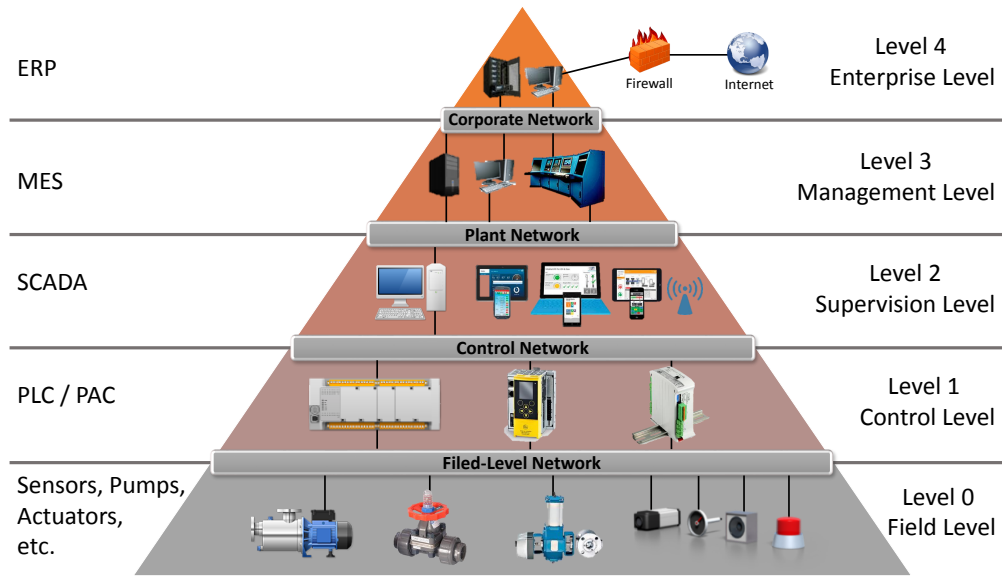 ERP
Firewall
Internet
Level 4
Enterprise Level
Corporate Network
MES
Level 3
Management Level
Plant Network
SCADA
Level 2
Supervision Level
Control Network
PLC / PAC
Level 1
Control Level
Filed-Level Network
Sensors, Pumps,
Actuators,
etc.
Level 0
Field Level